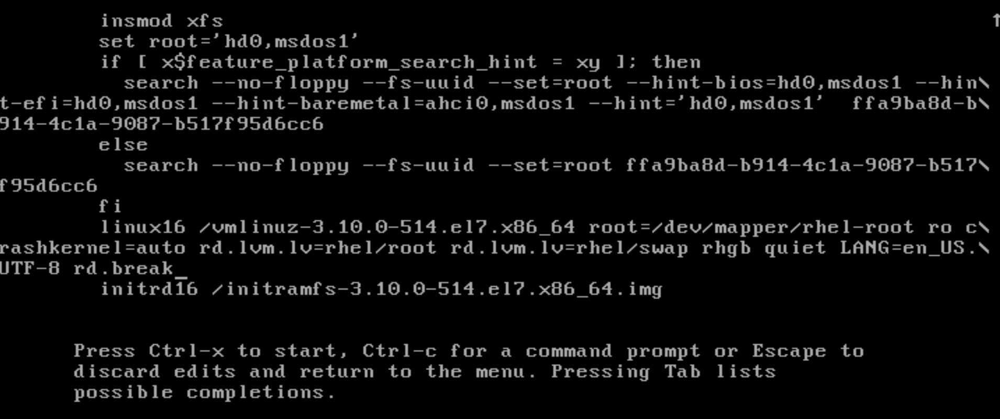 insmod xfs ↑
set root='hd0,msdos1'
if [ x$feature_platform_search_hint = xy ]; then
search --no-floppy --fs-uuid --set=root --hint-bios=hd0,msdos1 --hin\
t-efi=hd0,msdos1 --hint-baremetal=ahci0,msdos1 --hint='hd0,msdos1'  ffa9ba8d-b\
914-4c1a-9087-b517f95d6cc6
else
search --no-floppy --fs-uuid --set=root ffa9ba8d-b914-4c1a-9087-b517\
f95d6cc6
fi
linux16 /vmlinuz-3.10.0-514.el7.x86_64 root=/dev/mapper/rhel-root ro c\
rashkernel=auto rd.lvm.lv=rhel/root rd.lvm.lv=rhel/swap rhgb quiet LANG=en_US.\
UTF-8 rd.break_
initrd16 /initramfs-3.10.0-514.el7.x86_64.img
Press Ctrl-x to start, Ctrl-c for a command prompt or Escape to
discard edits and return to the menu. Pressing Tab lists
possible completions.